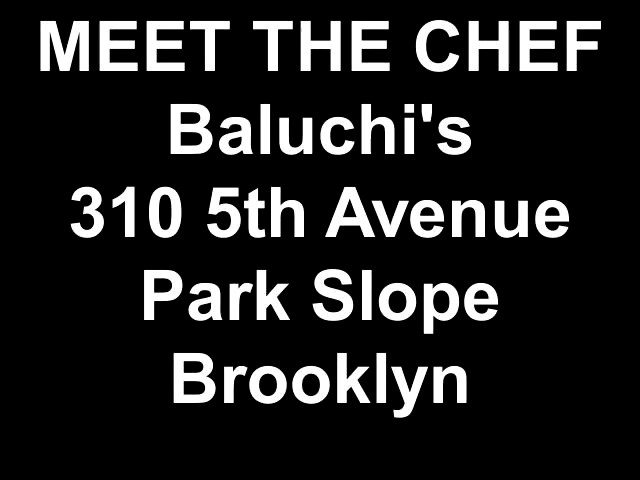 MEET THE CHEF
Baluchi's
310 5th Avenue
Park Slope
Brooklyn